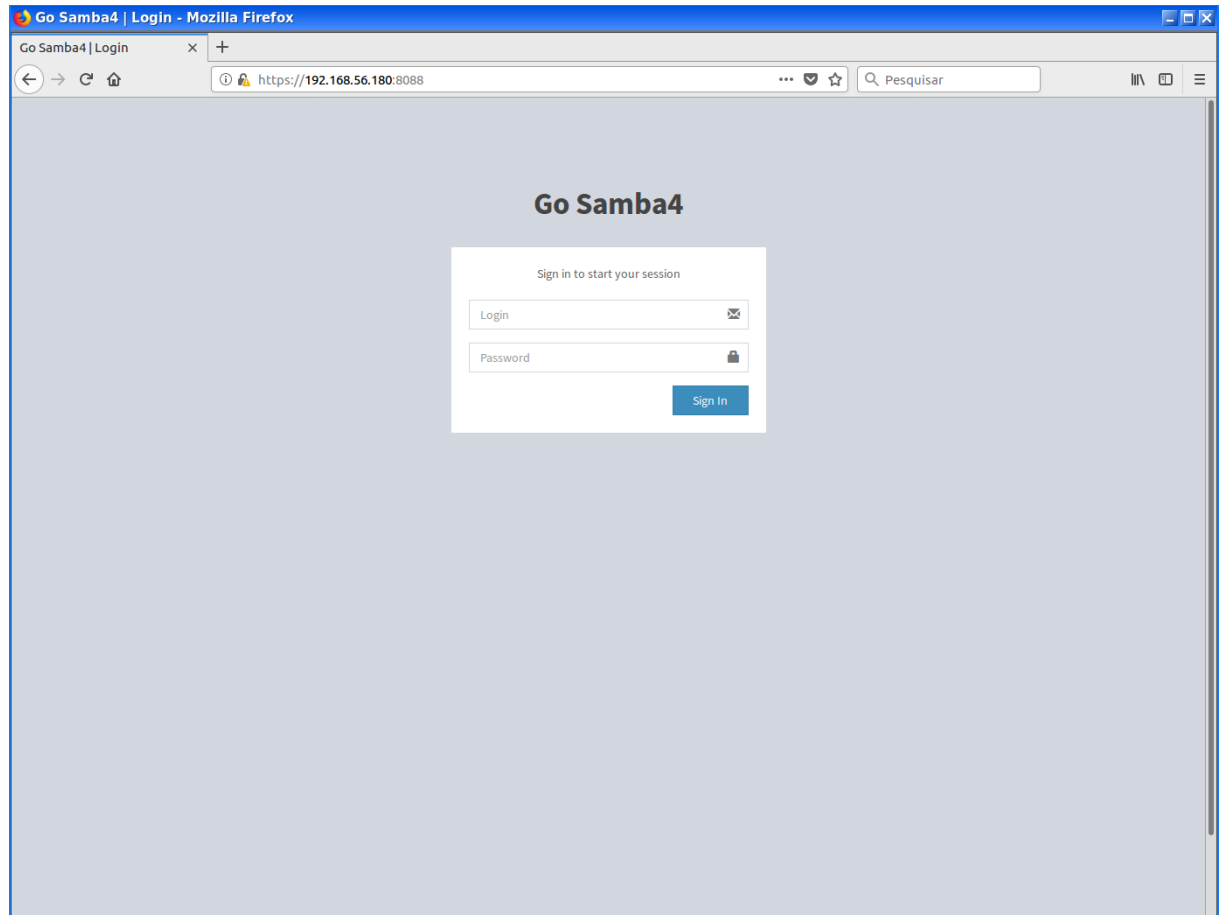 Go Samba4 | Login - Mozilla Firefox
Go Samba4 | Login
https://192.168.56.180:8088
Pesquisar
Go Samba4
Sign in to start your session
Login
Password
Sign In